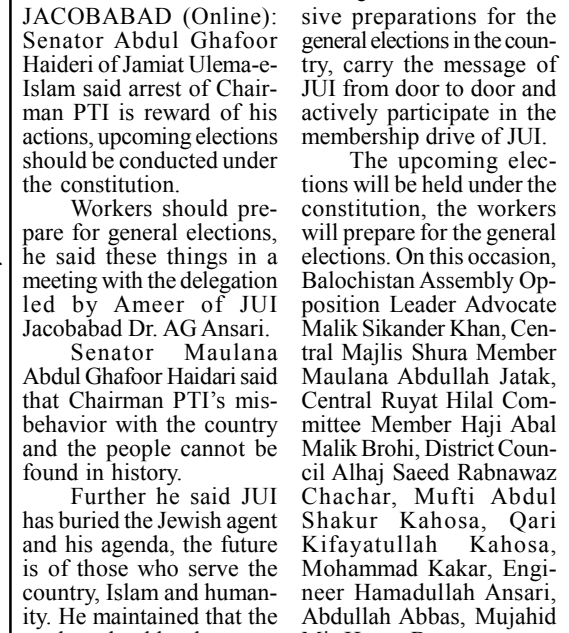 JACOBABAD (Online):
Senator Abdul Ghafoor
Haideri of Jamiat Ulema-e-
Islam said arrest of Chair-
man PTI is reward of his
actions, upcoming elections
should be conducted under
the constitution.
Workers should pre-
pare for general elections,
he said these things in a
meeting with the delegation
led by Ameer of JUI
Jacobabad Dr. AG Ansari.
Senator Maulana
Abdul Ghafoor Haidari said
that Chairman PTI's mis-
behavior with the country
and the people cannot be
found in history.
Further he said JUI
has buried the Jewish agent
and his agenda, the future
is of those who serve the
country, Islam and human-
ity. He maintained that the
sive preparations for the
general elections in the coun-
try, carry the message of
JUI from door to door and
actively participate in the
membership drive of JUI.
The upcoming elec-
tions will be held under the
constitution, the workers
will prepare for the general
elections. On this occasion,
Balochistan Assembly Op-
position Leader Advocate
Malik Sikander Khan, Cen-
tral Majlis Shura Member
Maulana Abdullah Jatak,
Central Ruyat Hilal Com-
mittee Member Haji Abal
Malik Brohi, District Coun-
cil Alhaj Saeed Rabnawaz
Chachar, Mufti Abdul
Shakur Kahosa, Qari
Kifayatullah Kahosa,
Mohammad Kakar, Engi-
neer Hamadullah Ansari,
Abdullah Abbas, Mujahid